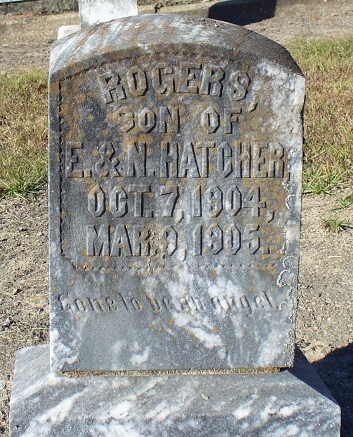 ROGERS,
SON OF
E. & N. HATCHER,
OCT. 7, 1904,
MAR. 9, 1905.
Gone to be an angel.